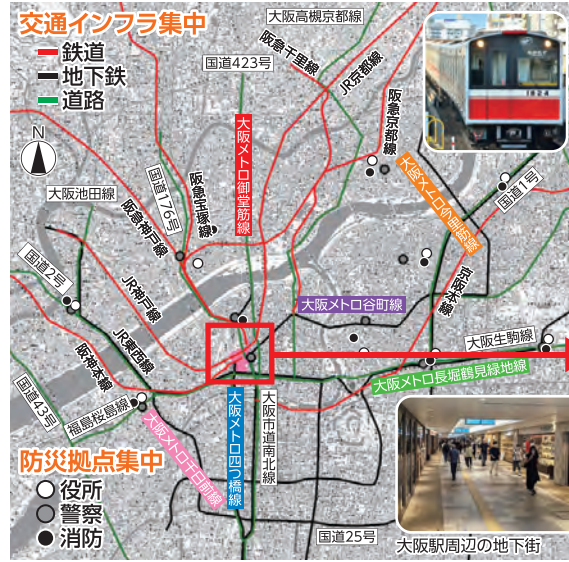 交通インフラ集中
鉄道
地下鉄
道路
N
大阪高槻京都線
国道423号
阪急千里線
JR京都線
阪急京都線
1824
大阪池田線
国道176号
阪急宝塚線
大阪メトロ御堂筋線
大阪メトロ今里筋線
国道1号
阪急神戸線
国道2号
JR神戸線
京阪本線
大阪メトロ谷町線
JR東西線
阪神本線
大阪生駒線
大阪メトロ長堀鶴見緑地線
国道43号
福島桜島線
大阪メトロ千日前線
大阪メトロ四つ橋線
大阪市道南北線
防災拠点集中
役所
警察
消防
国道25号
大阪駅周辺の地下街